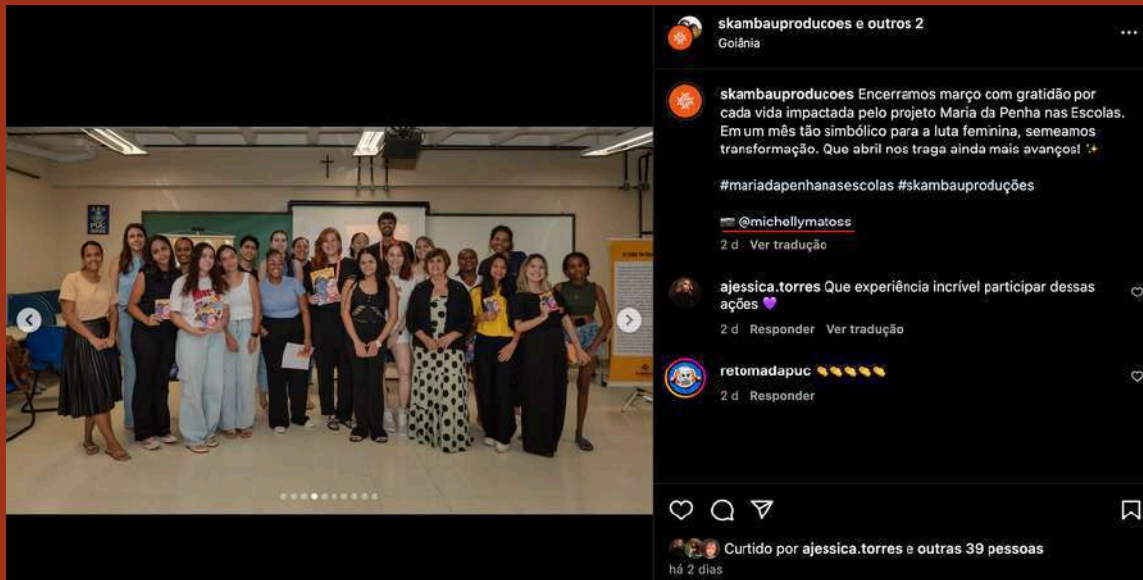 skambauproducoes e outros 2
Goiânia
skambauproducoes Encerramos março com gratidão por
cada vida impactada pelo projeto Maria da Penha nas Escolas.
Em um mês tão simbólico para a luta feminina, semeamos
transformação. Que abril nos traga ainda mais avanços! ✨
#mariadapenhanasescolas #skambauproduções
📷 @michellymatoss
2 d Ver tradução
ajessica.torres Que experiência incrível participar dessas
ações 💜
2 d Responder Ver tradução
retomadapuc 👏👏👏👏👏
2 d Responder
Curtido por ajessica.torres e outras 39 pessoas
há 2 dias
PUC